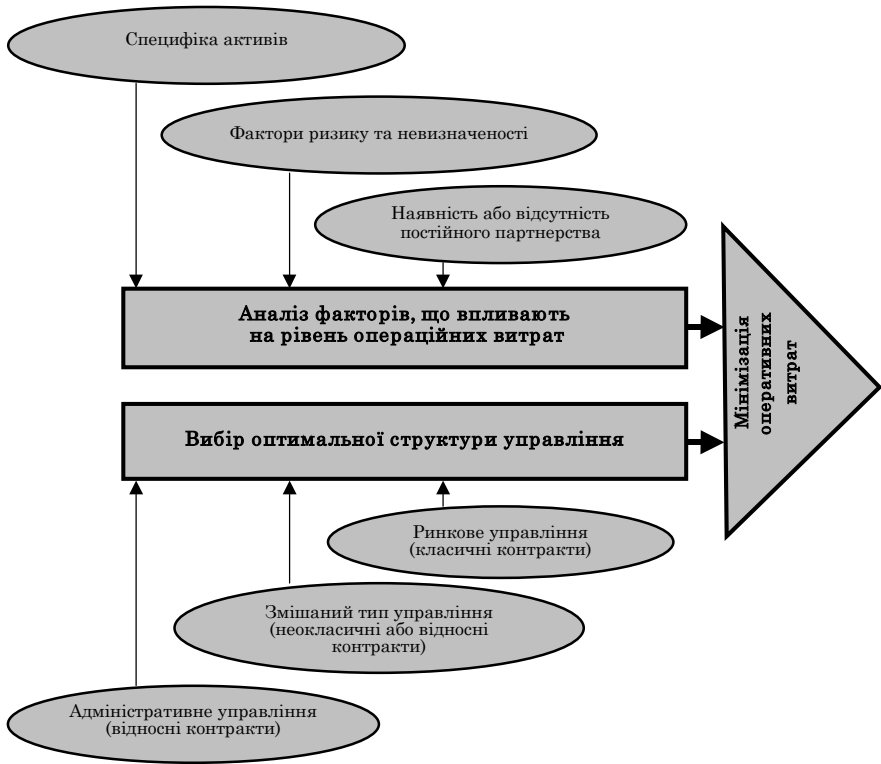 Специфіка активів
Фактори ризику та невизначеності
Наявність або відсутність
постійного партнерства
Аналіз факторів, що впливають
на рівень операційних витрат
Мінімізація
оперативних
витрат
Вибір оптимальної структури управління
Ринкове управління
(класичні контракти)
Змішаний тип управління
(неокласичні або відносні
контракти)
Адміністративне управління
(відносні контракти)